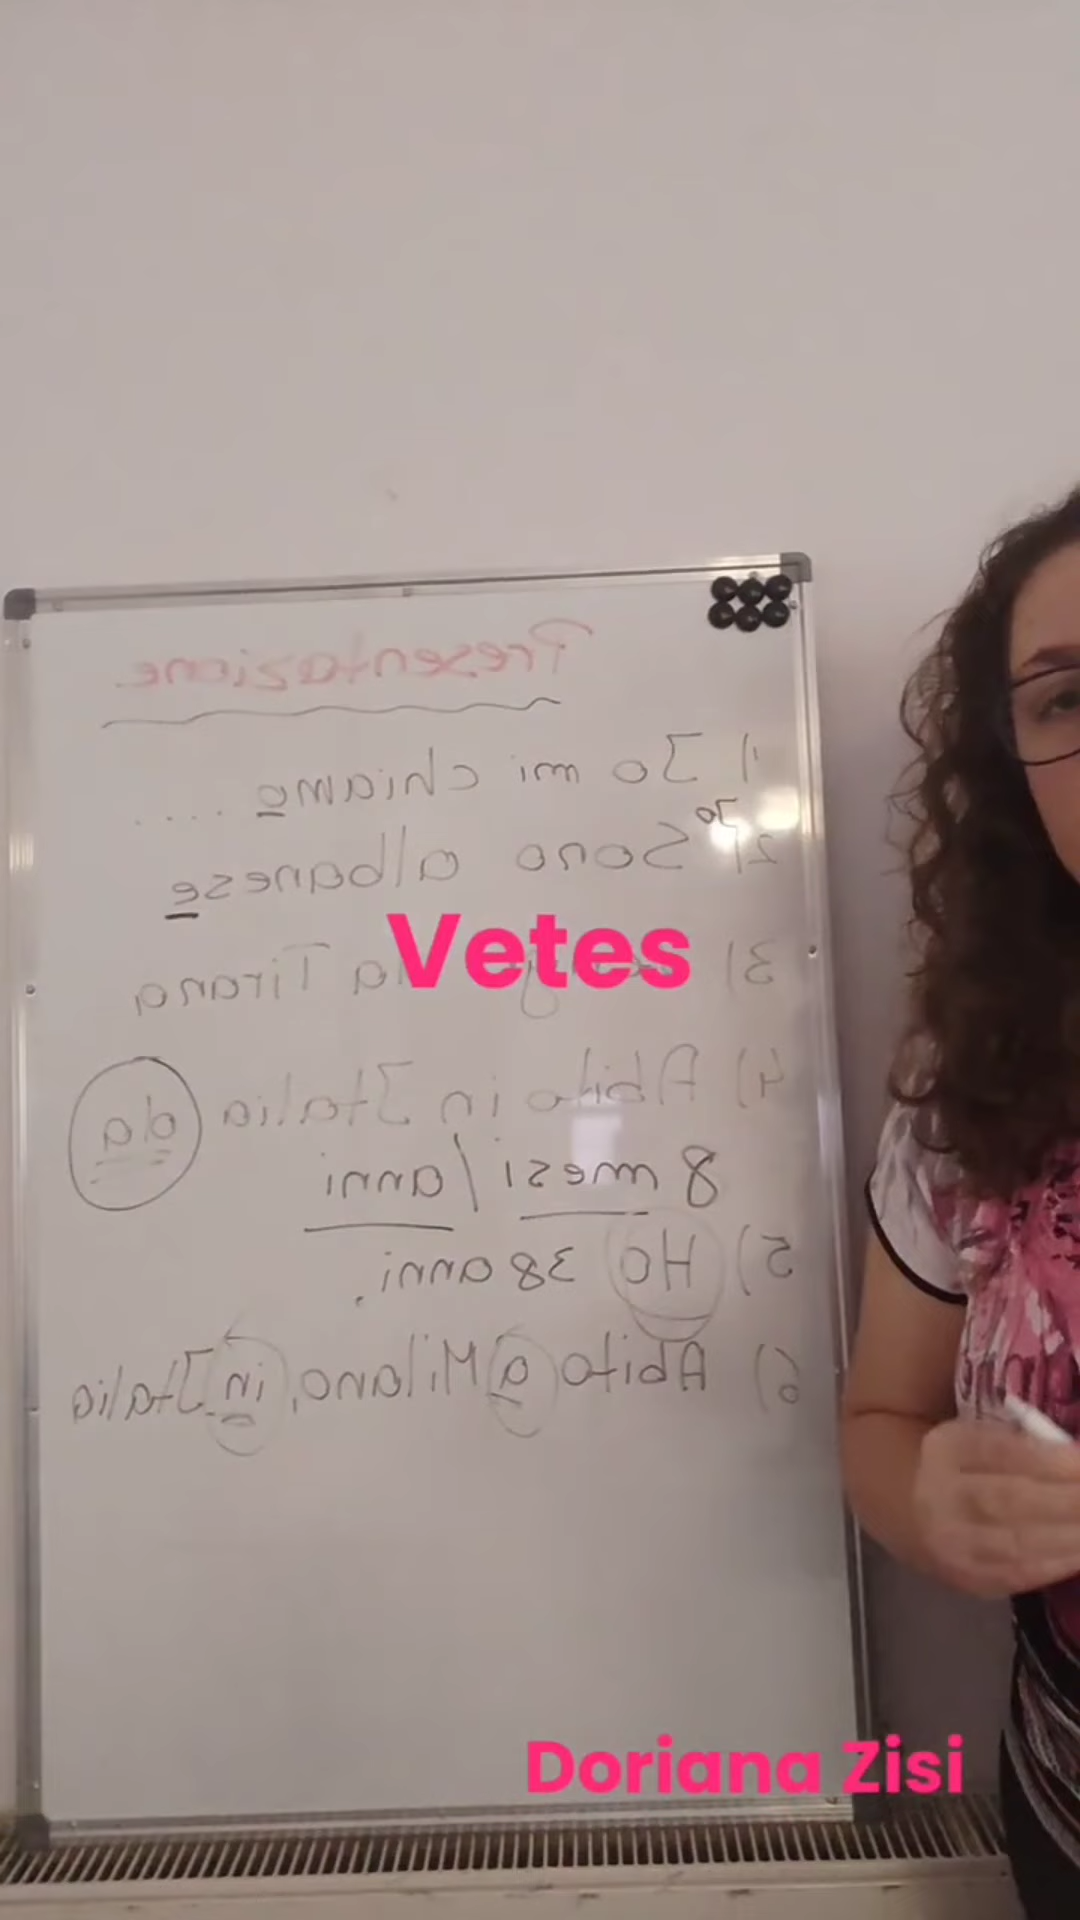 Presentazione
1) Io mi chiamo .....
2) Io Sono albanese
Vetes
3) Tirana
4) Abito in Italia da
8 mesi / anni
5) Ho 38 anni.
6) Abito a Milano, in Italia
Doriana Zisi